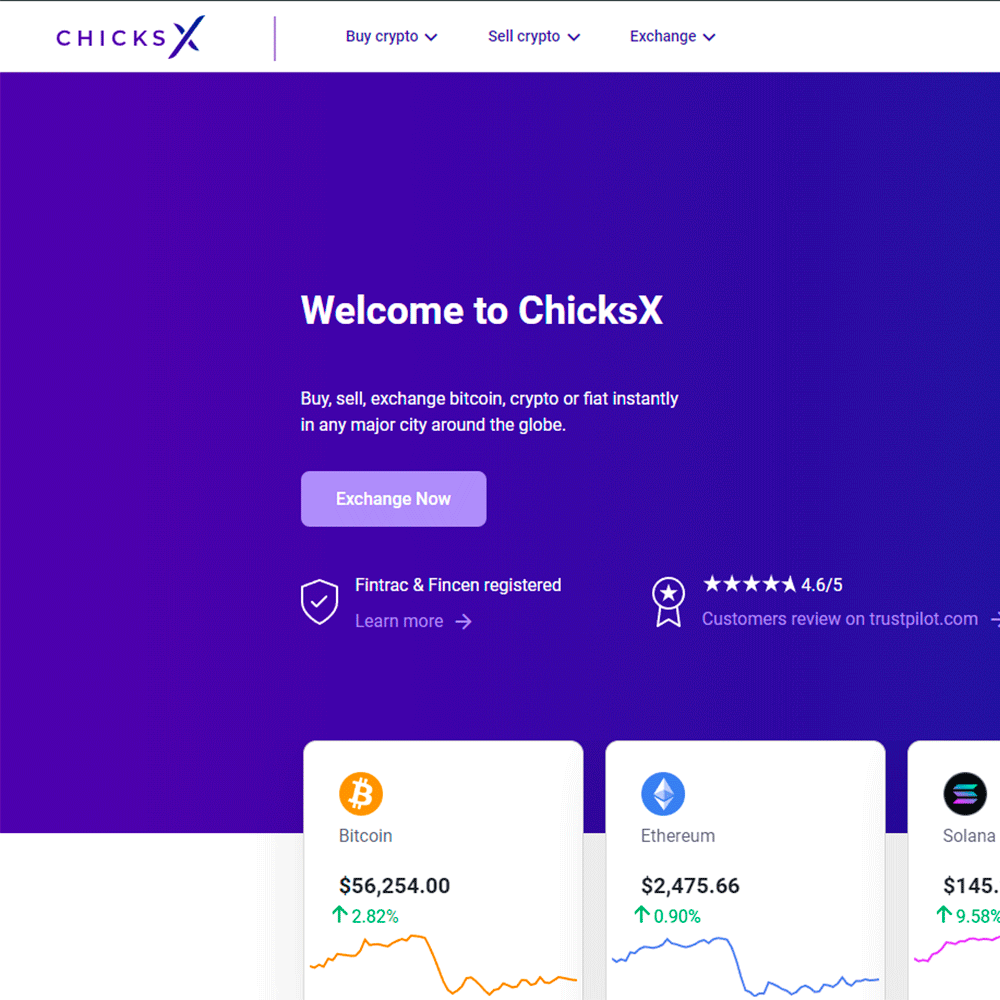 CHICKSX
Buy crypto
Sell crypto
Exchange
Welcome to ChicksX
Buy, sell, exchange bitcoin, crypto or fiat instantly
in any major city around the globe.
Exchange Now
Fintrac & Fincen registered
Learn more
4.6/5
Customers review on trustpilot.com
Bitcoin
$56,254.00
2.82%
Ethereum
$2,475.66
0.90%
Solana
$145.
9.58%